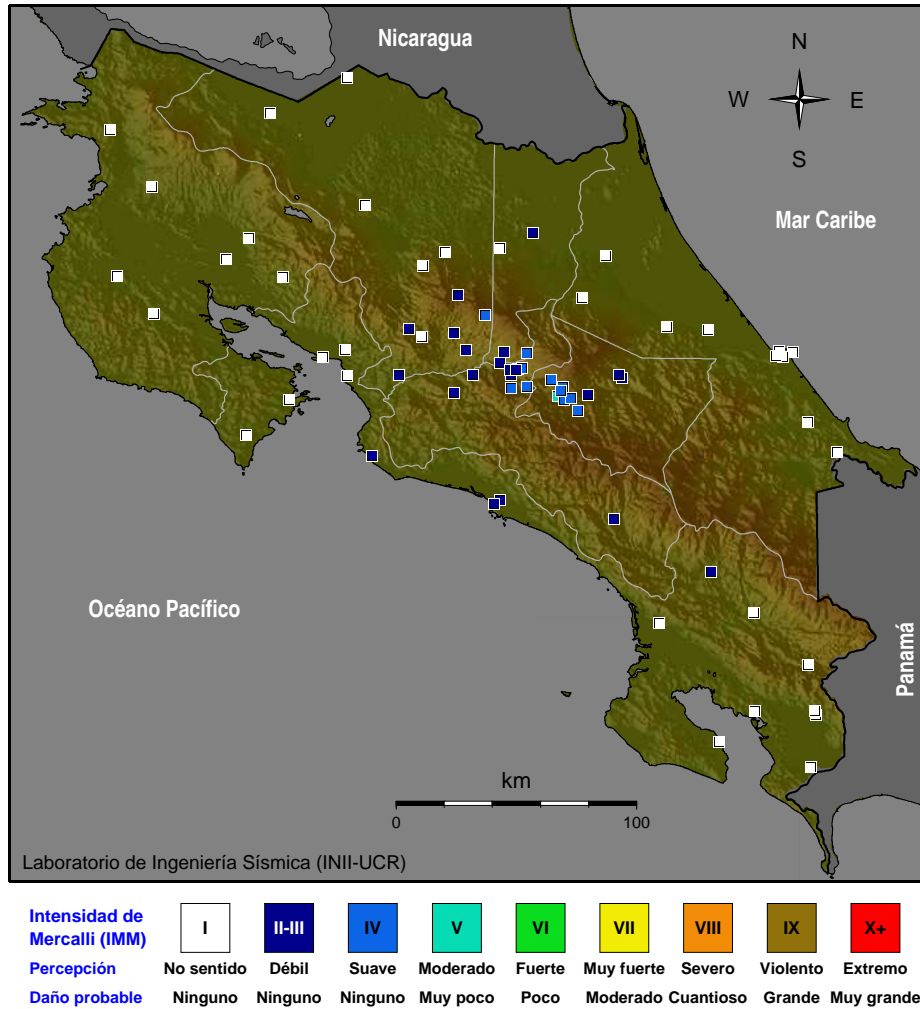 Nicaragua
N
W E
S
Mar Caribe
Océano Pacífico
Panamá
km
0 100
Laboratorio de Ingeniería Sísmica (INII-UCR)
Intensidad de
Mercalli (IMM)
I II-III IV V VI VII VIII IX X+
Percepción No sentido Débil Suave Moderado Fuerte Muy fuerte Severo Violento Extremo
Daño probable Ninguno Ninguno Ninguno Muy poco Poco Moderado Cuantioso Grande Muy grande